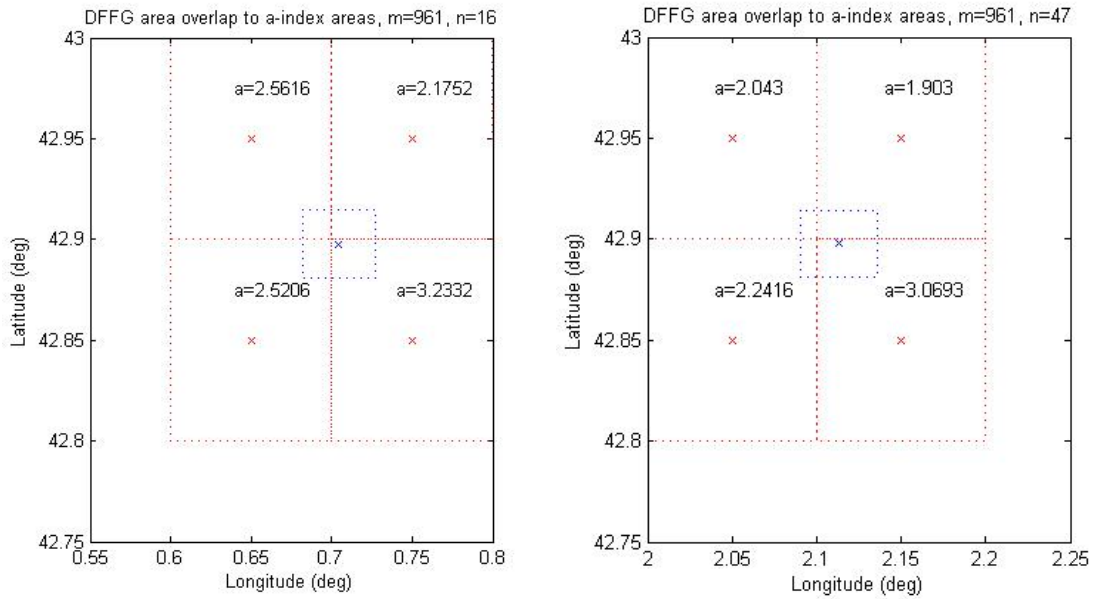 DFFG area overlap to a-index areas, m=961, n=16
43
42.95
42.9
42.85
42.8
42.75
Latitude (deg)
a=2.5616
a=2.1752
a=2.5206
a=3.2332
0.55
0.6
0.65
0.7
0.75
0.8
Longitude (deg)
DFFG area overlap to a-index areas, m=961, n=47
43
42.95
42.9
42.85
42.8
42.75
Latitude (deg)
a=2.043
a=1.903
a=2.2416
a=3.0693
2
2.05
2.1
2.15
2.2
2.25
Longitude (deg)